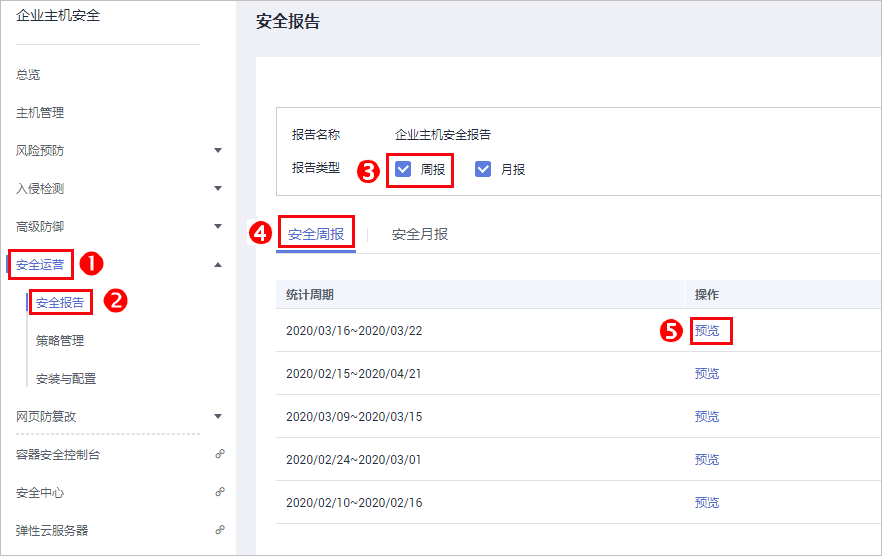 企业主机安全
总览
主机管理
风险预防
入侵检测
高级防御
安全运营 1
安全报告 2
策略管理
安装与配置
网页防篡改
容器安全控制台
安全中心
弹性云服务器
安全报告
报告名称 企业主机安全报告
报告类型 3 周报 月报
4 安全周报 安全月报
统计周期 操作
2020/03/16~2020/03/22 5 预览
2020/02/15~2020/04/21 预览
2020/03/09~2020/03/15 预览
2020/02/24~2020/03/01 预览
2020/02/10~2020/02/16 预览